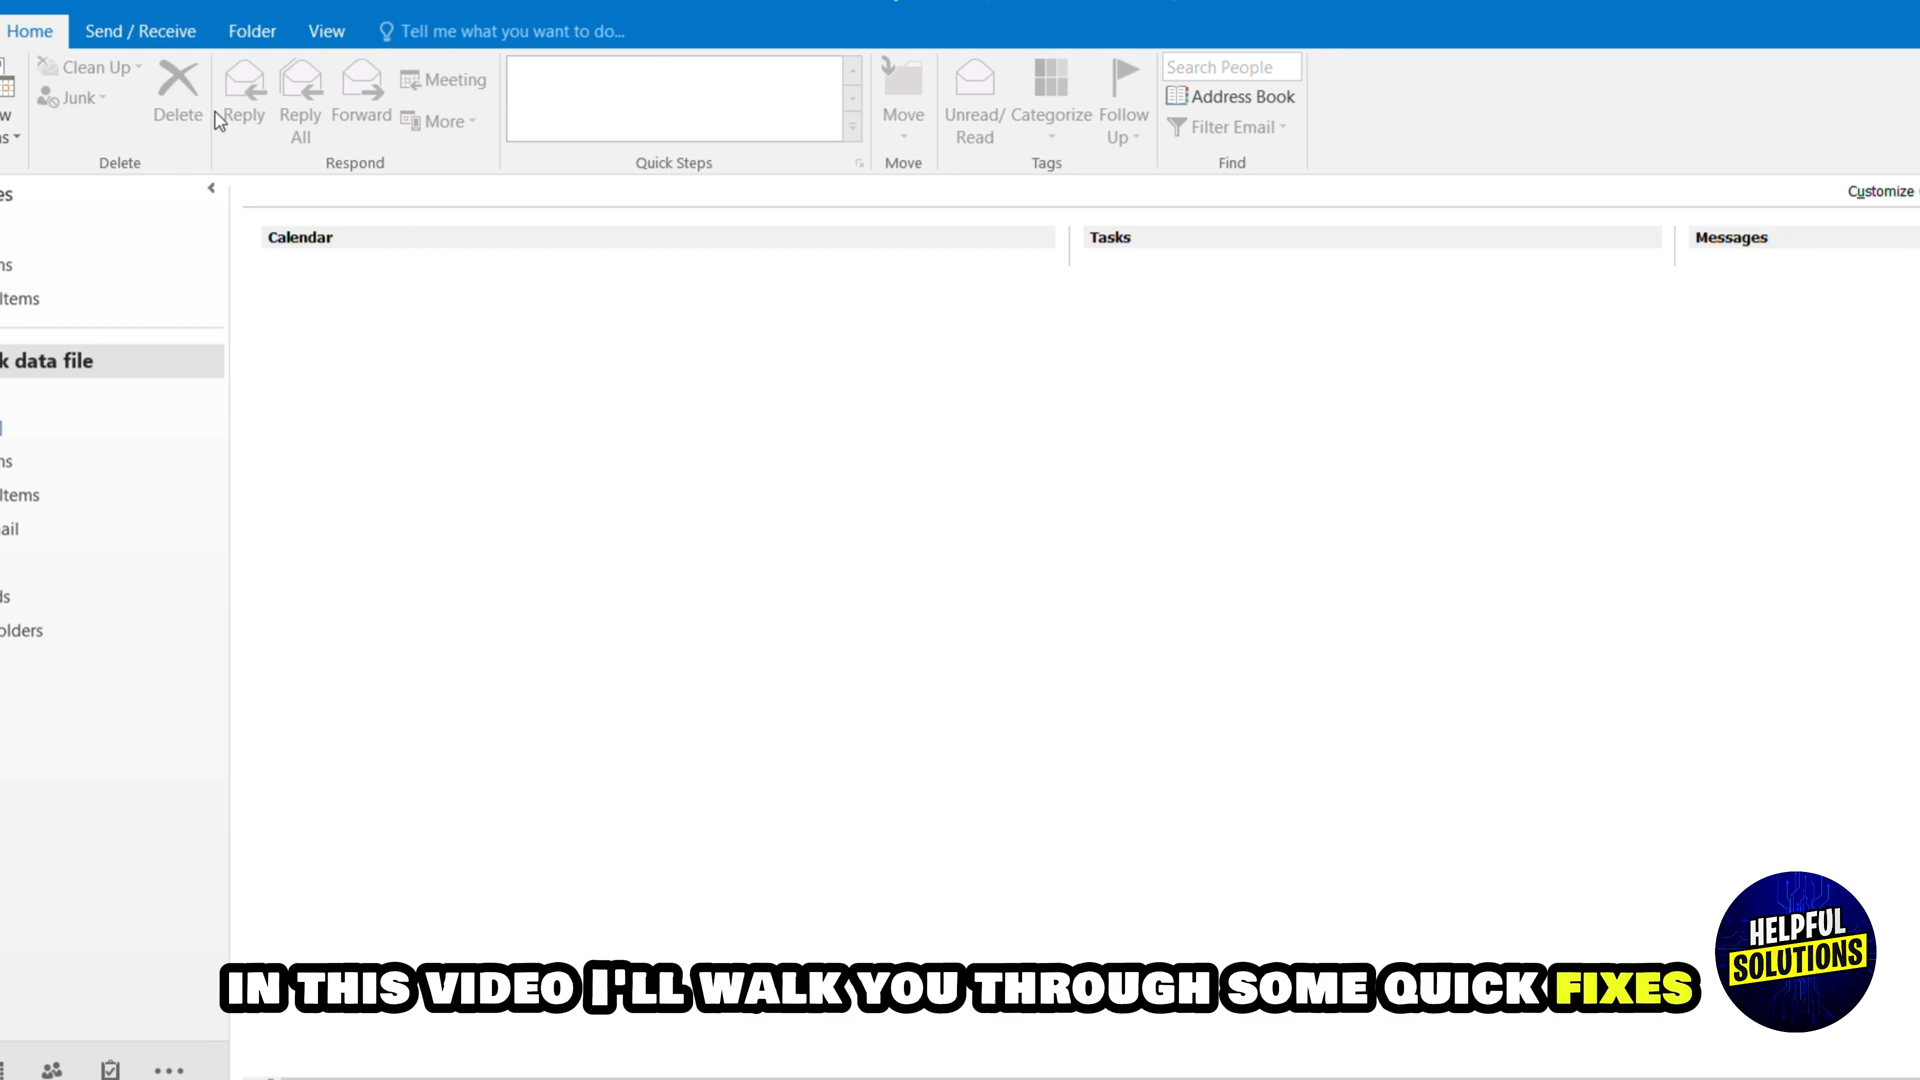 Home Send / Receive Folder View Tell me what you want to do...
Clean Up
Junk
Delete
Reply
Reply All
Forward
Meeting
More
Move
Unread/ Read
Categorize
Follow Up
Search People
Address Book
Filter Email
Delete Respond Quick Steps Move Tags Find
Customize
Calendar Tasks Messages
Items
k data file
Items
IN THIS VIDEO I'LL WALK YOU THROUGH SOME QUICK FIXES
HELPFUL
SOLUTIONS